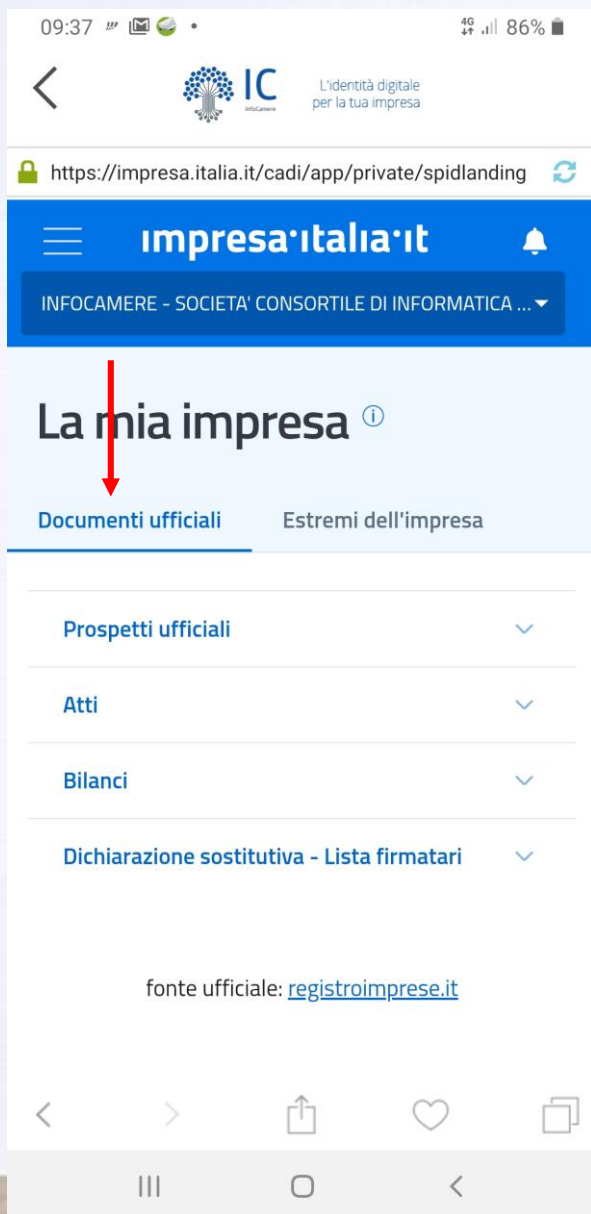 09:37
4G
86%
IC
InfoCamere
L'identità digitale
per la tua impresa
https://impresa.italia.it/cadi/app/private/spidlanding
impresa.italia.it
INFOCAMERE - SOCIETA' CONSORTILE DI INFORMATICA ...
La mia impresa
Documenti ufficiali
Estremi dell'impresa
Prospetti ufficiali
Atti
Bilanci
Dichiarazione sostitutiva - Lista firmatari
fonte ufficiale: registroimprese.it